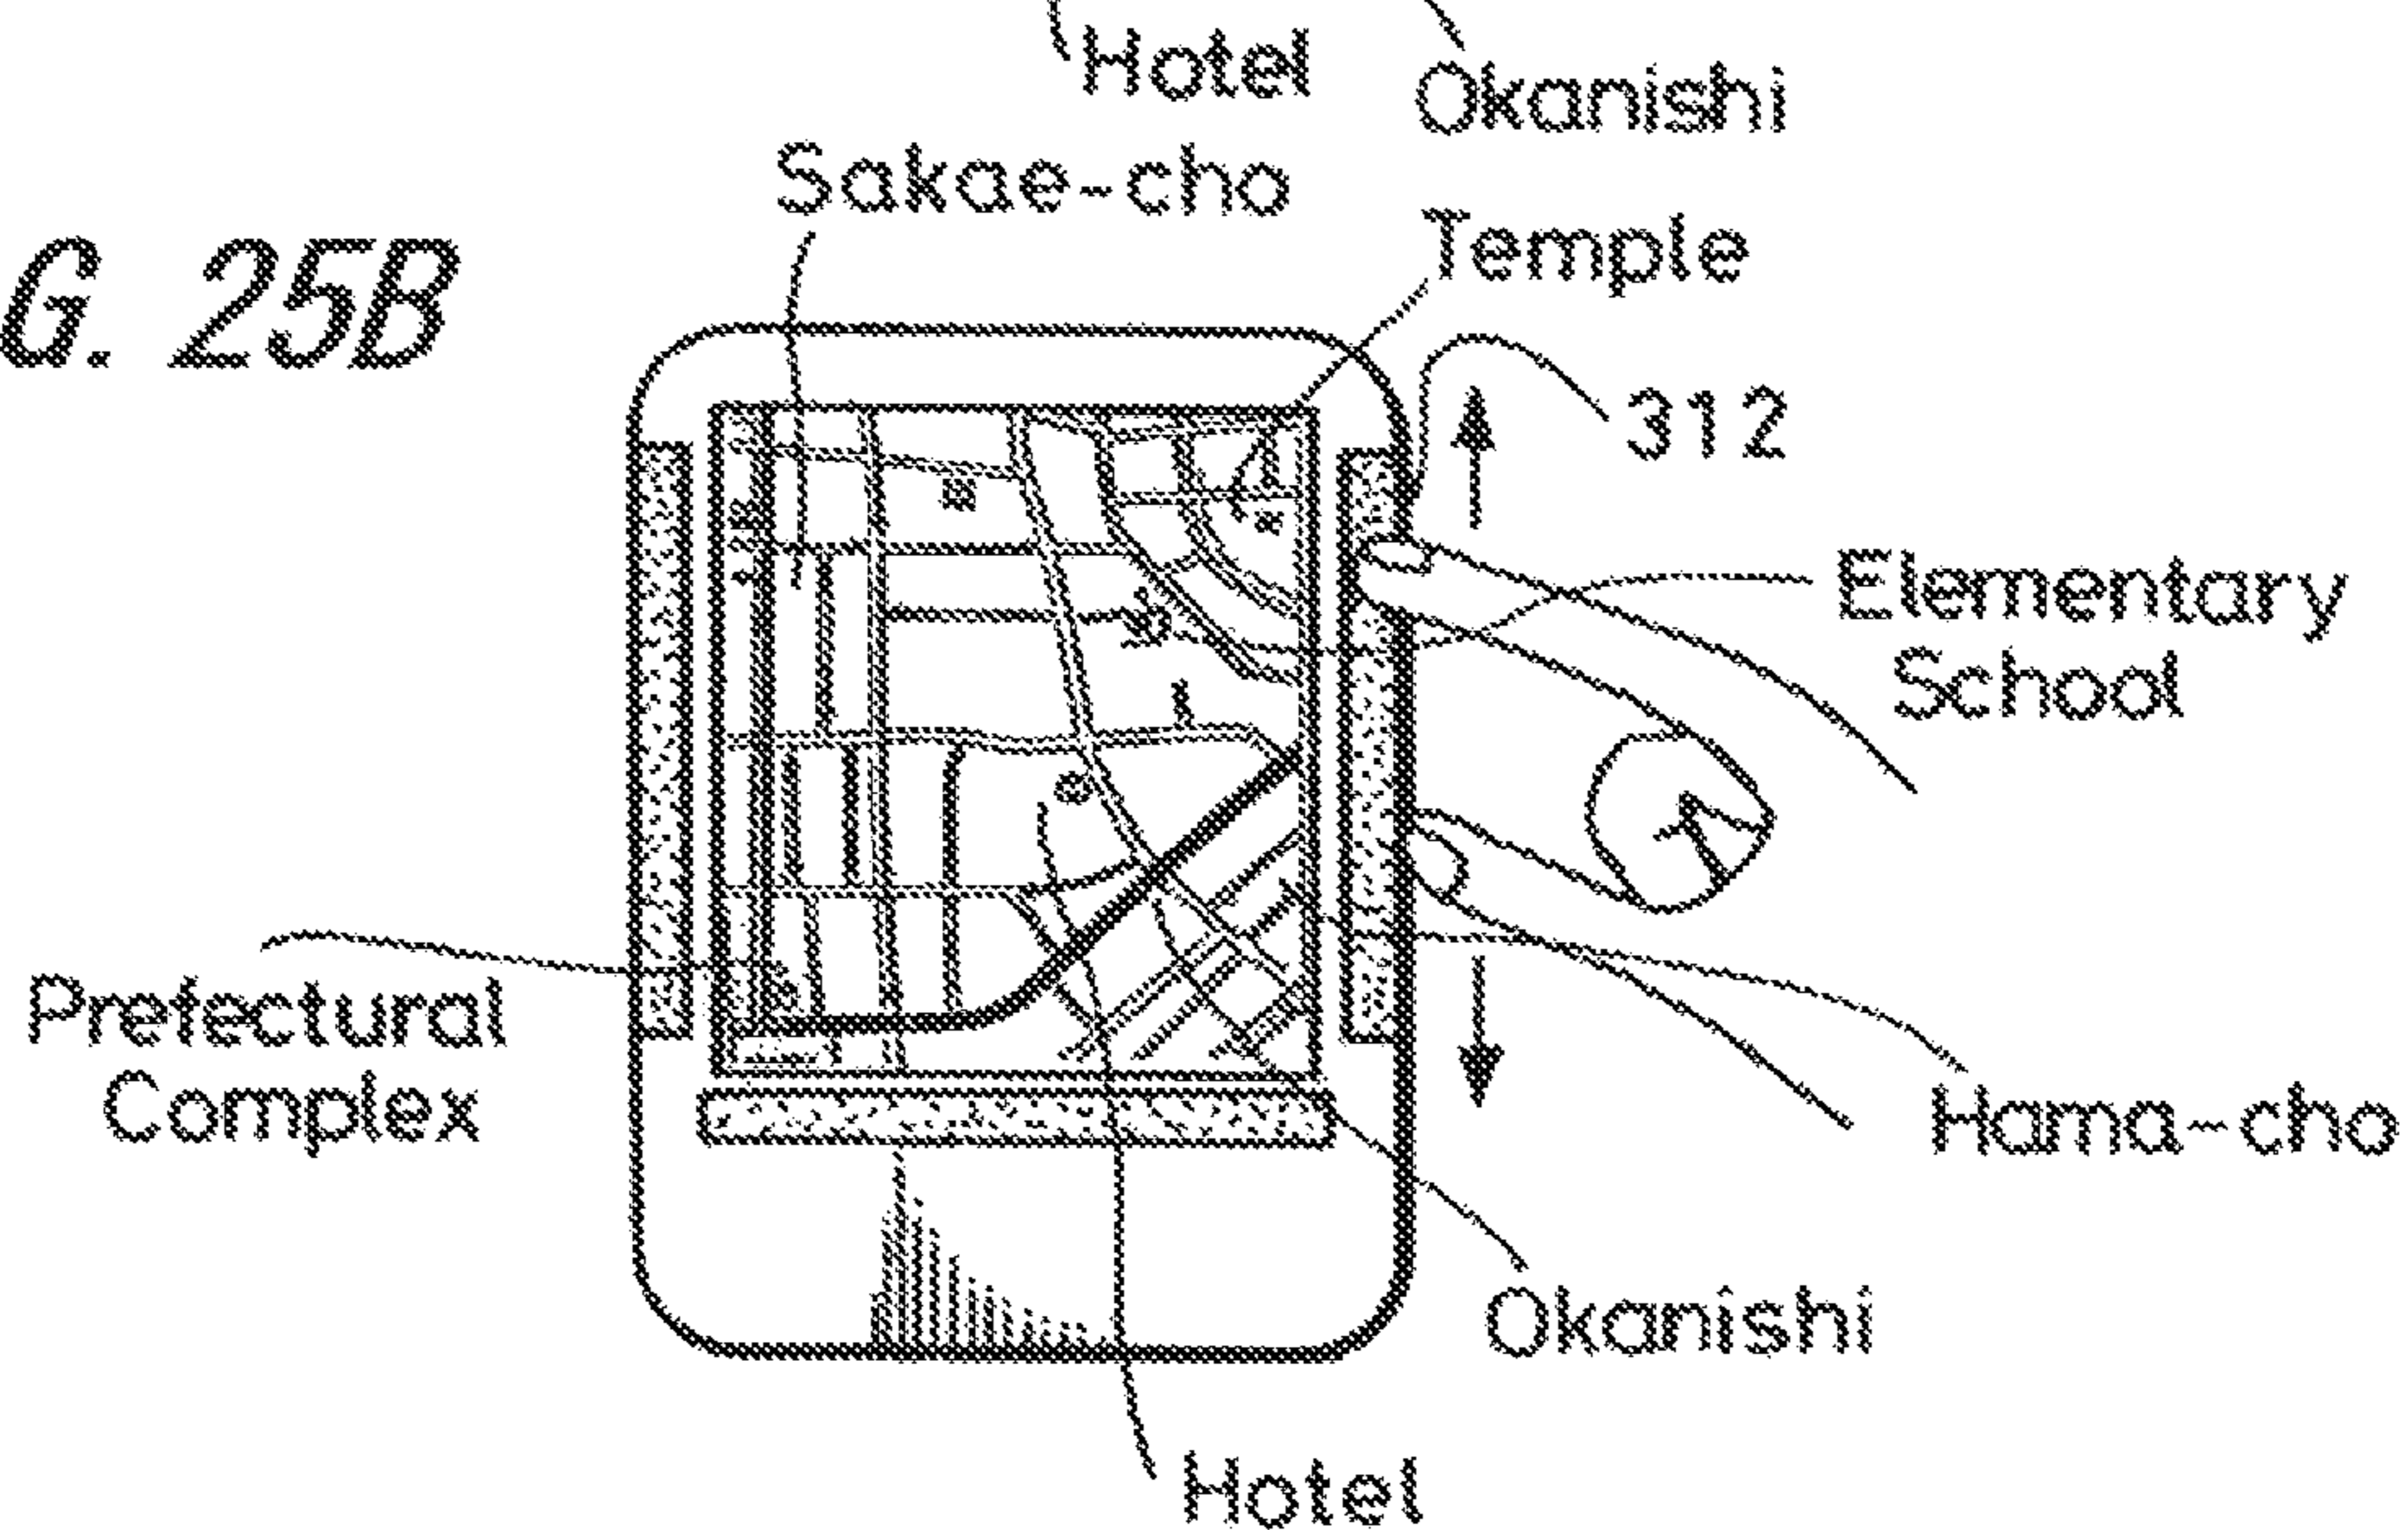 Hotel
Okanishi
Sakae-cho
Temple
G. 25B
312
Elementary
School
Prefectural
Complex
Hama-cho
Okanishi
Hotel